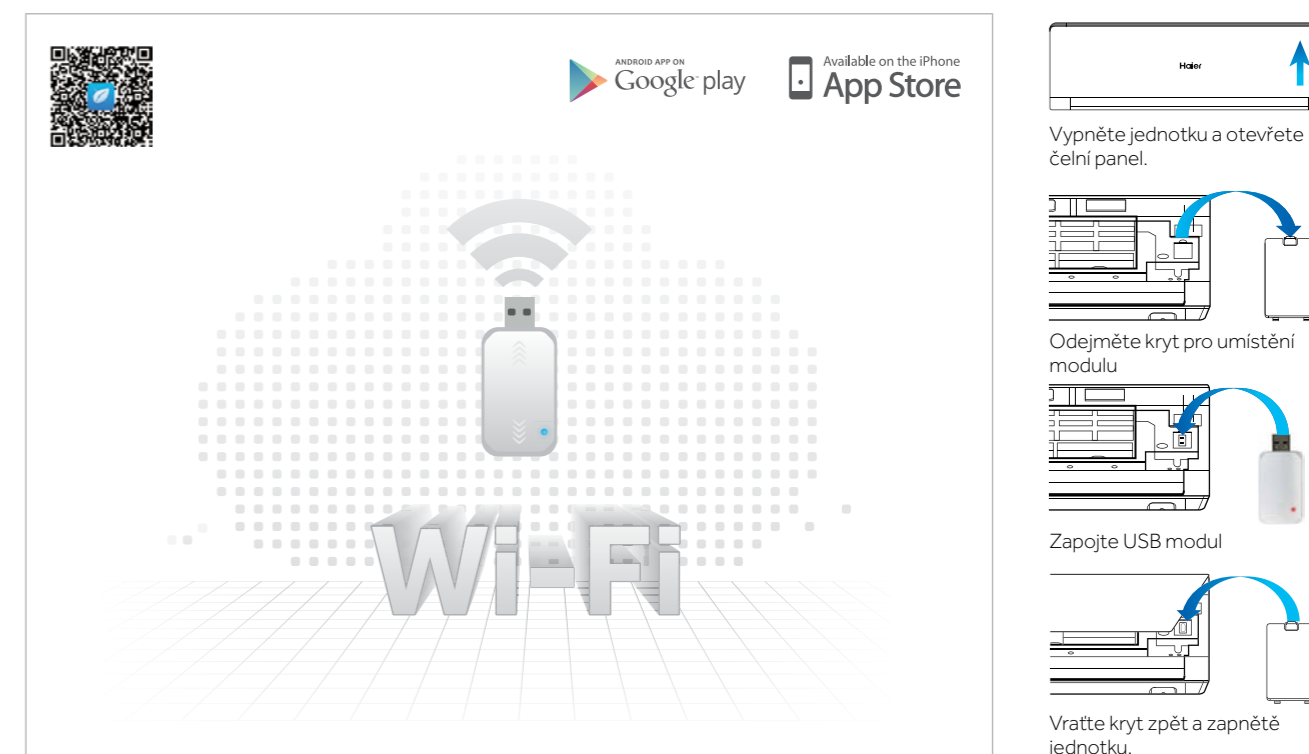 ANDROID APP ON
Google play
Available on the iPhone
App Store
Wi-Fi
Haier
Vypněte jednotku a otevřete
čelní panel.
Odejměte kryt pro umístění
modulu
Zapojte USB modul
Vraťte kryt zpět a zapnětě
jednotku.